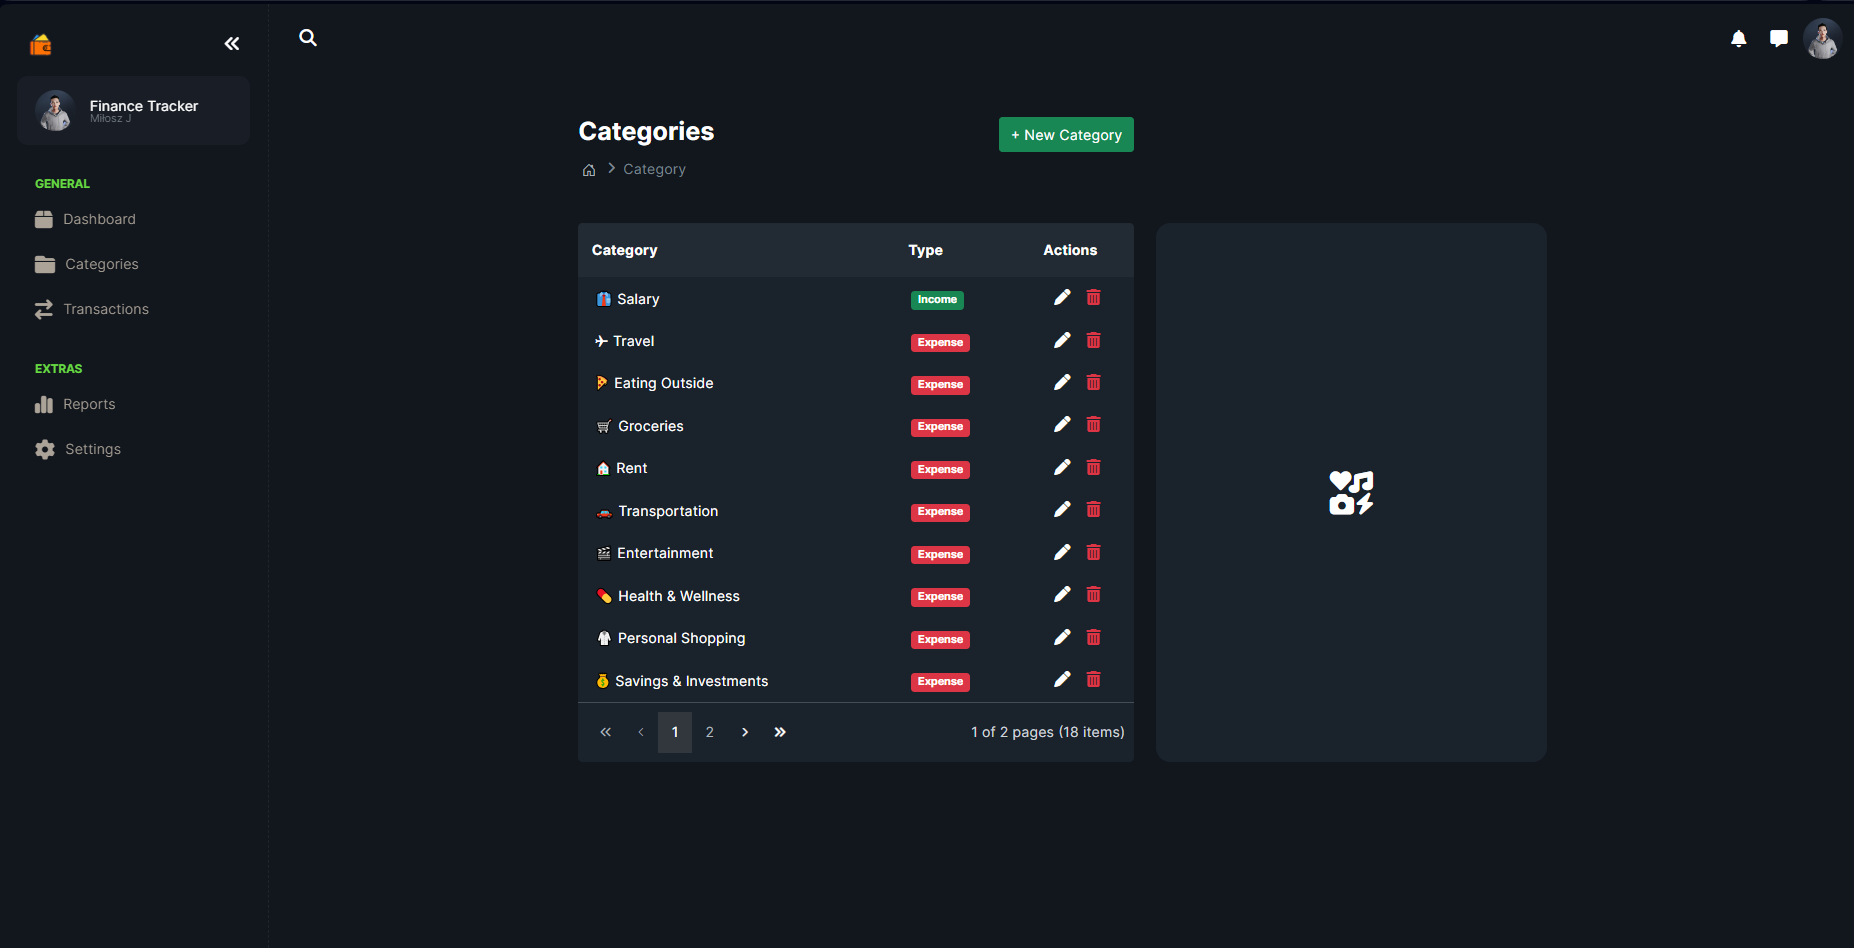 Finance Tracker
Miłosz J
GENERAL
Dashboard
Categories
Transactions
EXTRAS
Reports
Settings
Categories
+ New Category
Category
Category Type Actions
Salary Income
Travel Expense
Eating Outside Expense
Groceries Expense
Rent Expense
Transportation Expense
Entertainment Expense
Health & Wellness Expense
Personal Shopping Expense
Savings & Investments Expense
1 2 1 of 2 pages (18 items)